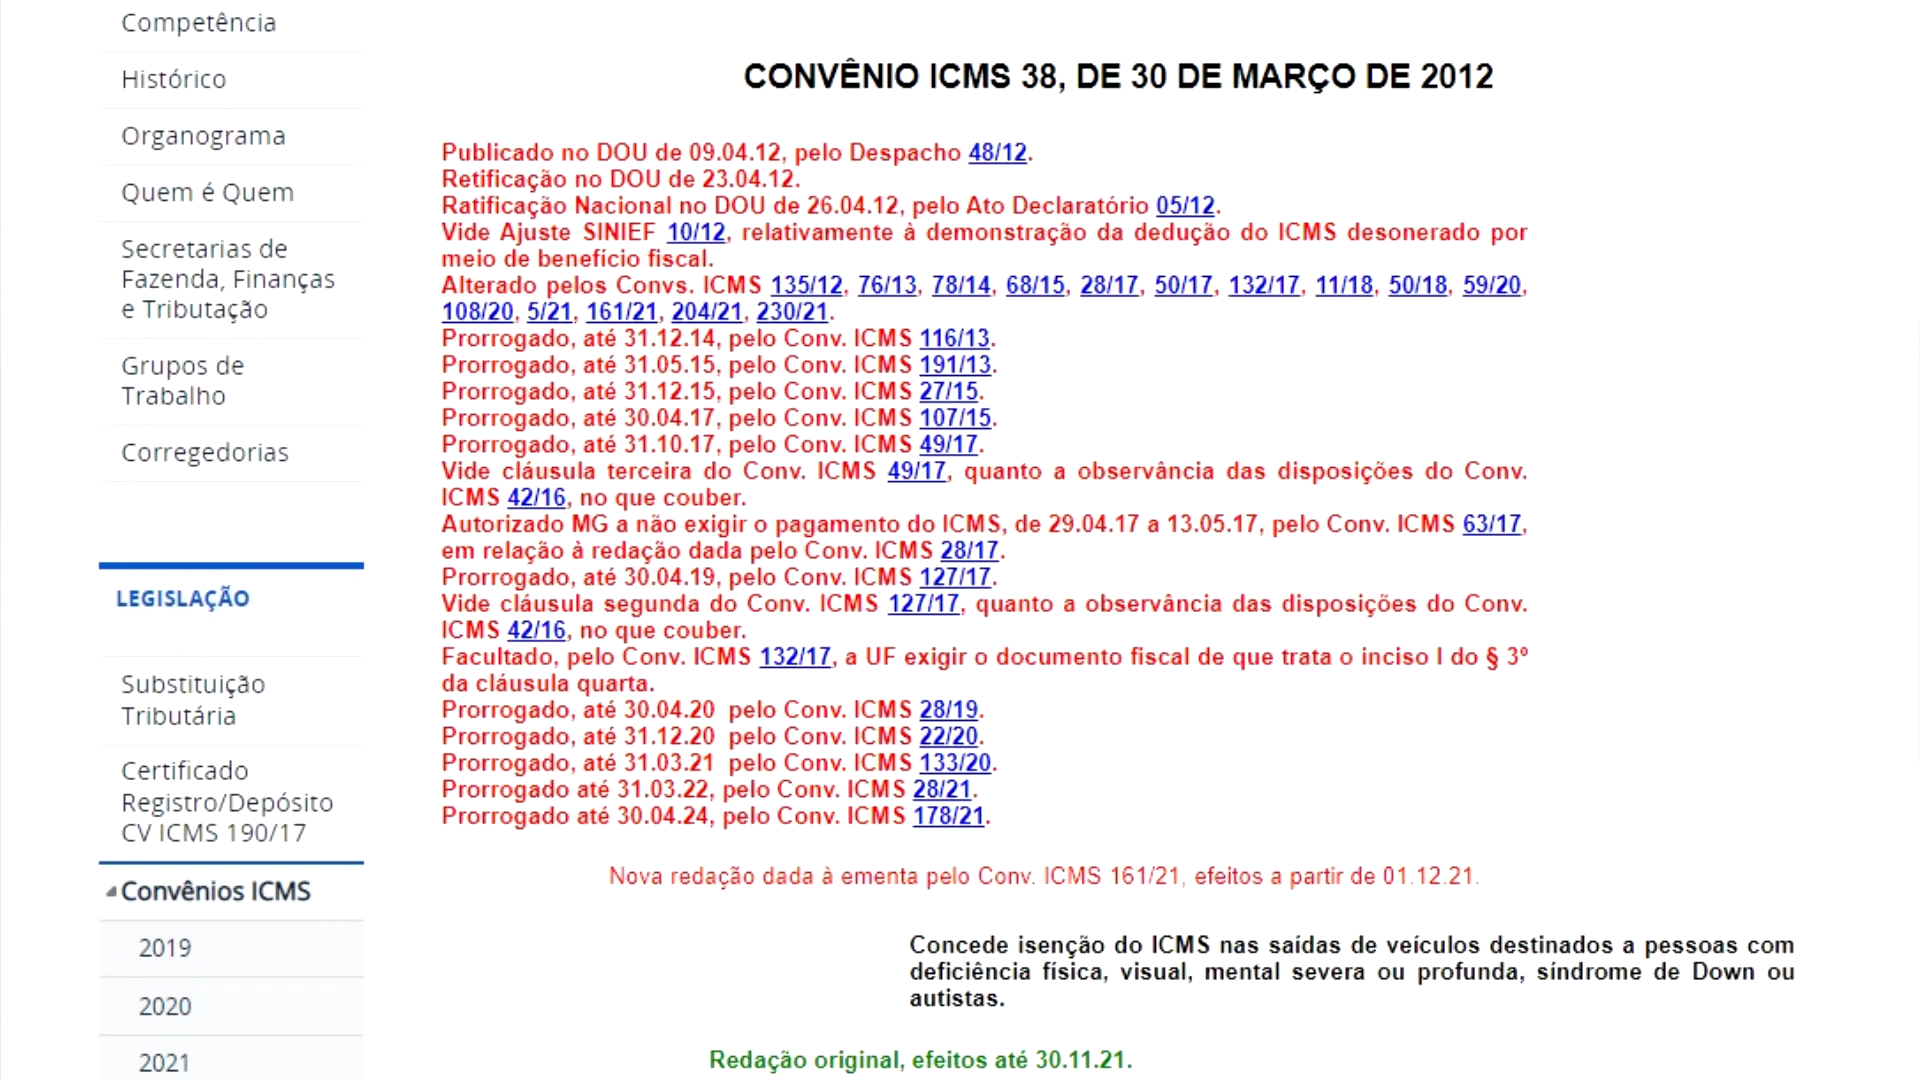 Competência
Histórico
Organograma
Quem é Quem
Secretarias de
Fazenda, Finanças
e Tributação
Grupos de
Trabalho
Corregedorias
LEGISLAÇÃO
Substituição
Tributária
Certificado
Registro/Depósito
CV ICMS 190/17
Convênios ICMS
2019
2020
2021
CONVÊNIO ICMS 38, DE 30 DE MARÇO DE 2012
Publicado no DOU de 09.04.12, pelo Despacho 48/12.
Retificação no DOU de 23.04.12.
Ratificação Nacional no DOU de 26.04.12, pelo Ato Declaratório 05/12.
Vide Ajuste SINIEF 10/12, relativamente à demonstração da dedução do ICMS desonerado por
meio de benefício fiscal.
Alterado pelos Convs. ICMS 135/12, 76/13, 78/14, 68/15, 28/17, 50/17, 132/17, 11/18, 50/18, 59/20,
108/20, 5/21, 161/21, 204/21, 230/21.
Prorrogado, até 31.12.14, pelo Conv. ICMS 116/13.
Prorrogado, até 31.05.15, pelo Conv. ICMS 191/13.
Prorrogado, até 31.12.15, pelo Conv. ICMS 27/15.
Prorrogado, até 30.04.17, pelo Conv. ICMS 107/15.
Prorrogado, até 31.10.17, pelo Conv. ICMS 49/17.
Vide cláusula terceira do Conv. ICMS 49/17, quanto a observância das disposições do Conv.
ICMS 42/16, no que couber.
Autorizado MG a não exigir o pagamento do ICMS, de 29.04.17 a 13.05.17, pelo Conv. ICMS 63/17,
em relação à redação dada pelo Conv. ICMS 28/17.
Prorrogado, até 30.04.19, pelo Conv. ICMS 127/17.
Vide cláusula segunda do Conv. ICMS 127/17, quanto a observância das disposições do Conv.
ICMS 42/16, no que couber.
Facultado, pelo Conv. ICMS 132/17, a UF exigir o documento fiscal de que trata o inciso I do § 3º
da cláusula quarta.
Prorrogado, até 30.04.20 pelo Conv. ICMS 28/19.
Prorrogado, até 31.12.20 pelo Conv. ICMS 22/20.
Prorrogado, até 31.03.21 pelo Conv. ICMS 133/20.
Prorrogado até 31.03.22, pelo Conv. ICMS 28/21.
Prorrogado até 30.04.24, pelo Conv. ICMS 178/21.
Nova redação dada à ementa pelo Conv. ICMS 161/21, efeitos a partir de 01.12.21.
Concede isenção do ICMS nas saídas de veículos destinados a pessoas com
deficiência física, visual, mental severa ou profunda, síndrome de Down ou
autistas.
Redação original, efeitos até 30.11.21.